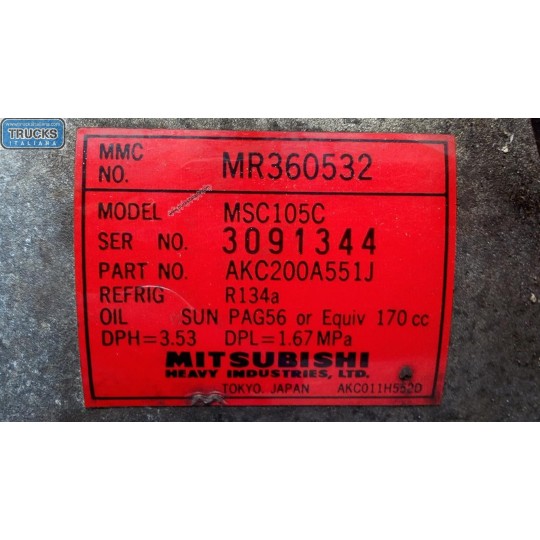 TRUCKS
ITALIANA
MMC NO. MR360532
MODEL MSC105C
SER NO. 3091344
PART NO. AKC200A551J
REFRIG R134a
OIL SUN PAG56 or Equiv 170 cc
DPH=3.53 DPL=1.67 MPa
MITSUBISHI
HEAVY INDUSTRIES, LTD.
TOKYO. JAPAN AKC011H552D